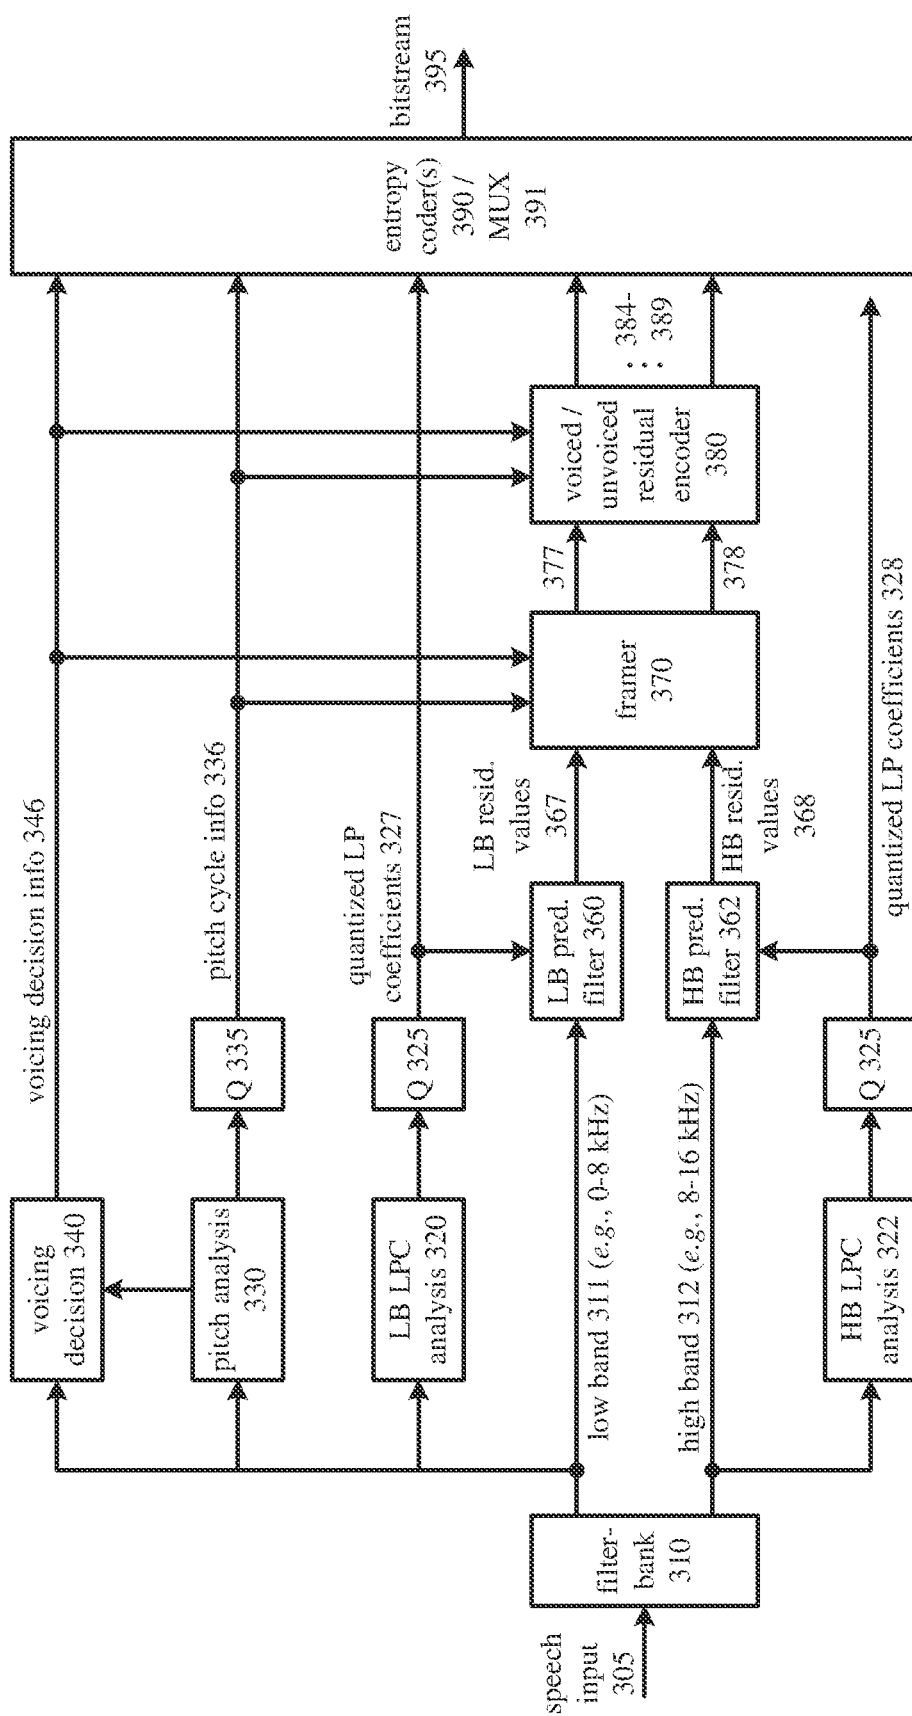 speech
input
305
filter-
bank
310
voicing
decision 340
pitch analysis
330
LB LPC
analysis 320
low band 311 (e.g., 0-8 kHz)
high band 312 (e.g., 8-16 kHz)
HB LPC
analysis 322
Q 335
Q 325
Q 325
voicing decision info 346
pitch cycle info 336
quantized LP
coefficients 327
LB pred.
filter 360
HB pred.
filter 362
LB resid.
values
367
HB resid.
values
368
quantized LP coefficients 328
framer
370
377
378
voiced /
unvoiced
residual
encoder
380
384-
389
entropy
coder(s)
390 /
MUX
391
bitstream
395